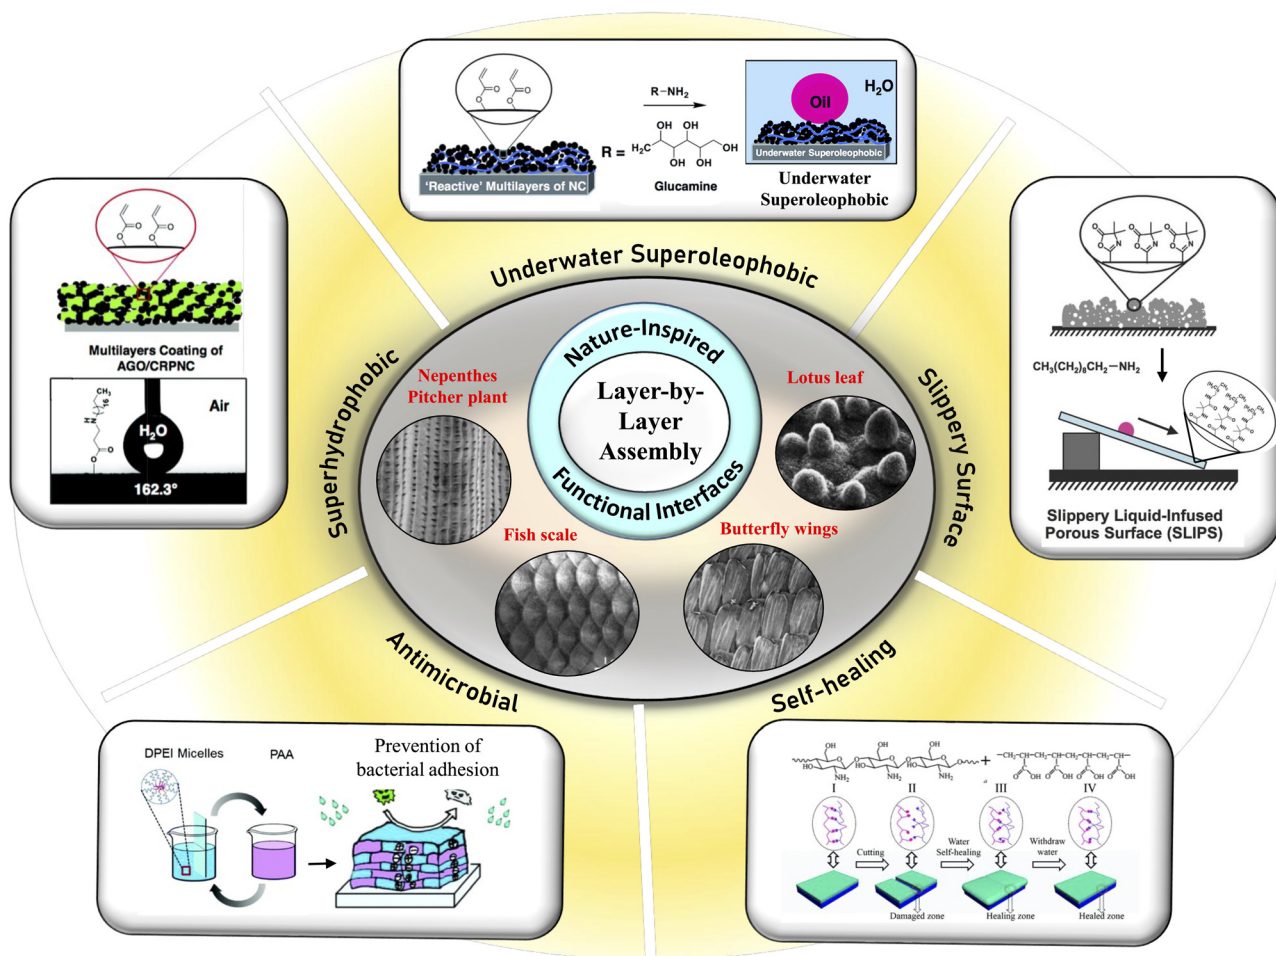 R−NH₂
H₂O
Oil
OH OH
R = H₂C OH
OH OH OH
Glucamine
'Reactive' Multilayers of NC
Underwater Superoleophobic
Underwater
Superoleophobic
Multilayers Coating of
AGO/CRPNC
CH₃
16
Air
H₂O
162.3°
CH₃(CH₂)₈CH₂—NH₂
Slippery Liquid-Infused
Porous Surface (SLIPS)
Underwater Superoleophobic
Superhydrophobic
Slippery Surface
Antimicrobial
Self-healing
Nature-Inspired
Functional Interfaces
Layer-by-
Layer
Assembly
Nepenthes
Pitcher plant
Lotus leaf
Fish scale
Butterfly wings
DPEI Micelles
PAA
Prevention of
bacterial adhesion
I II III IV
Cutting
Water
Self-healing
Withdraw
water
Damaged zone
Healing zone
Healed zone